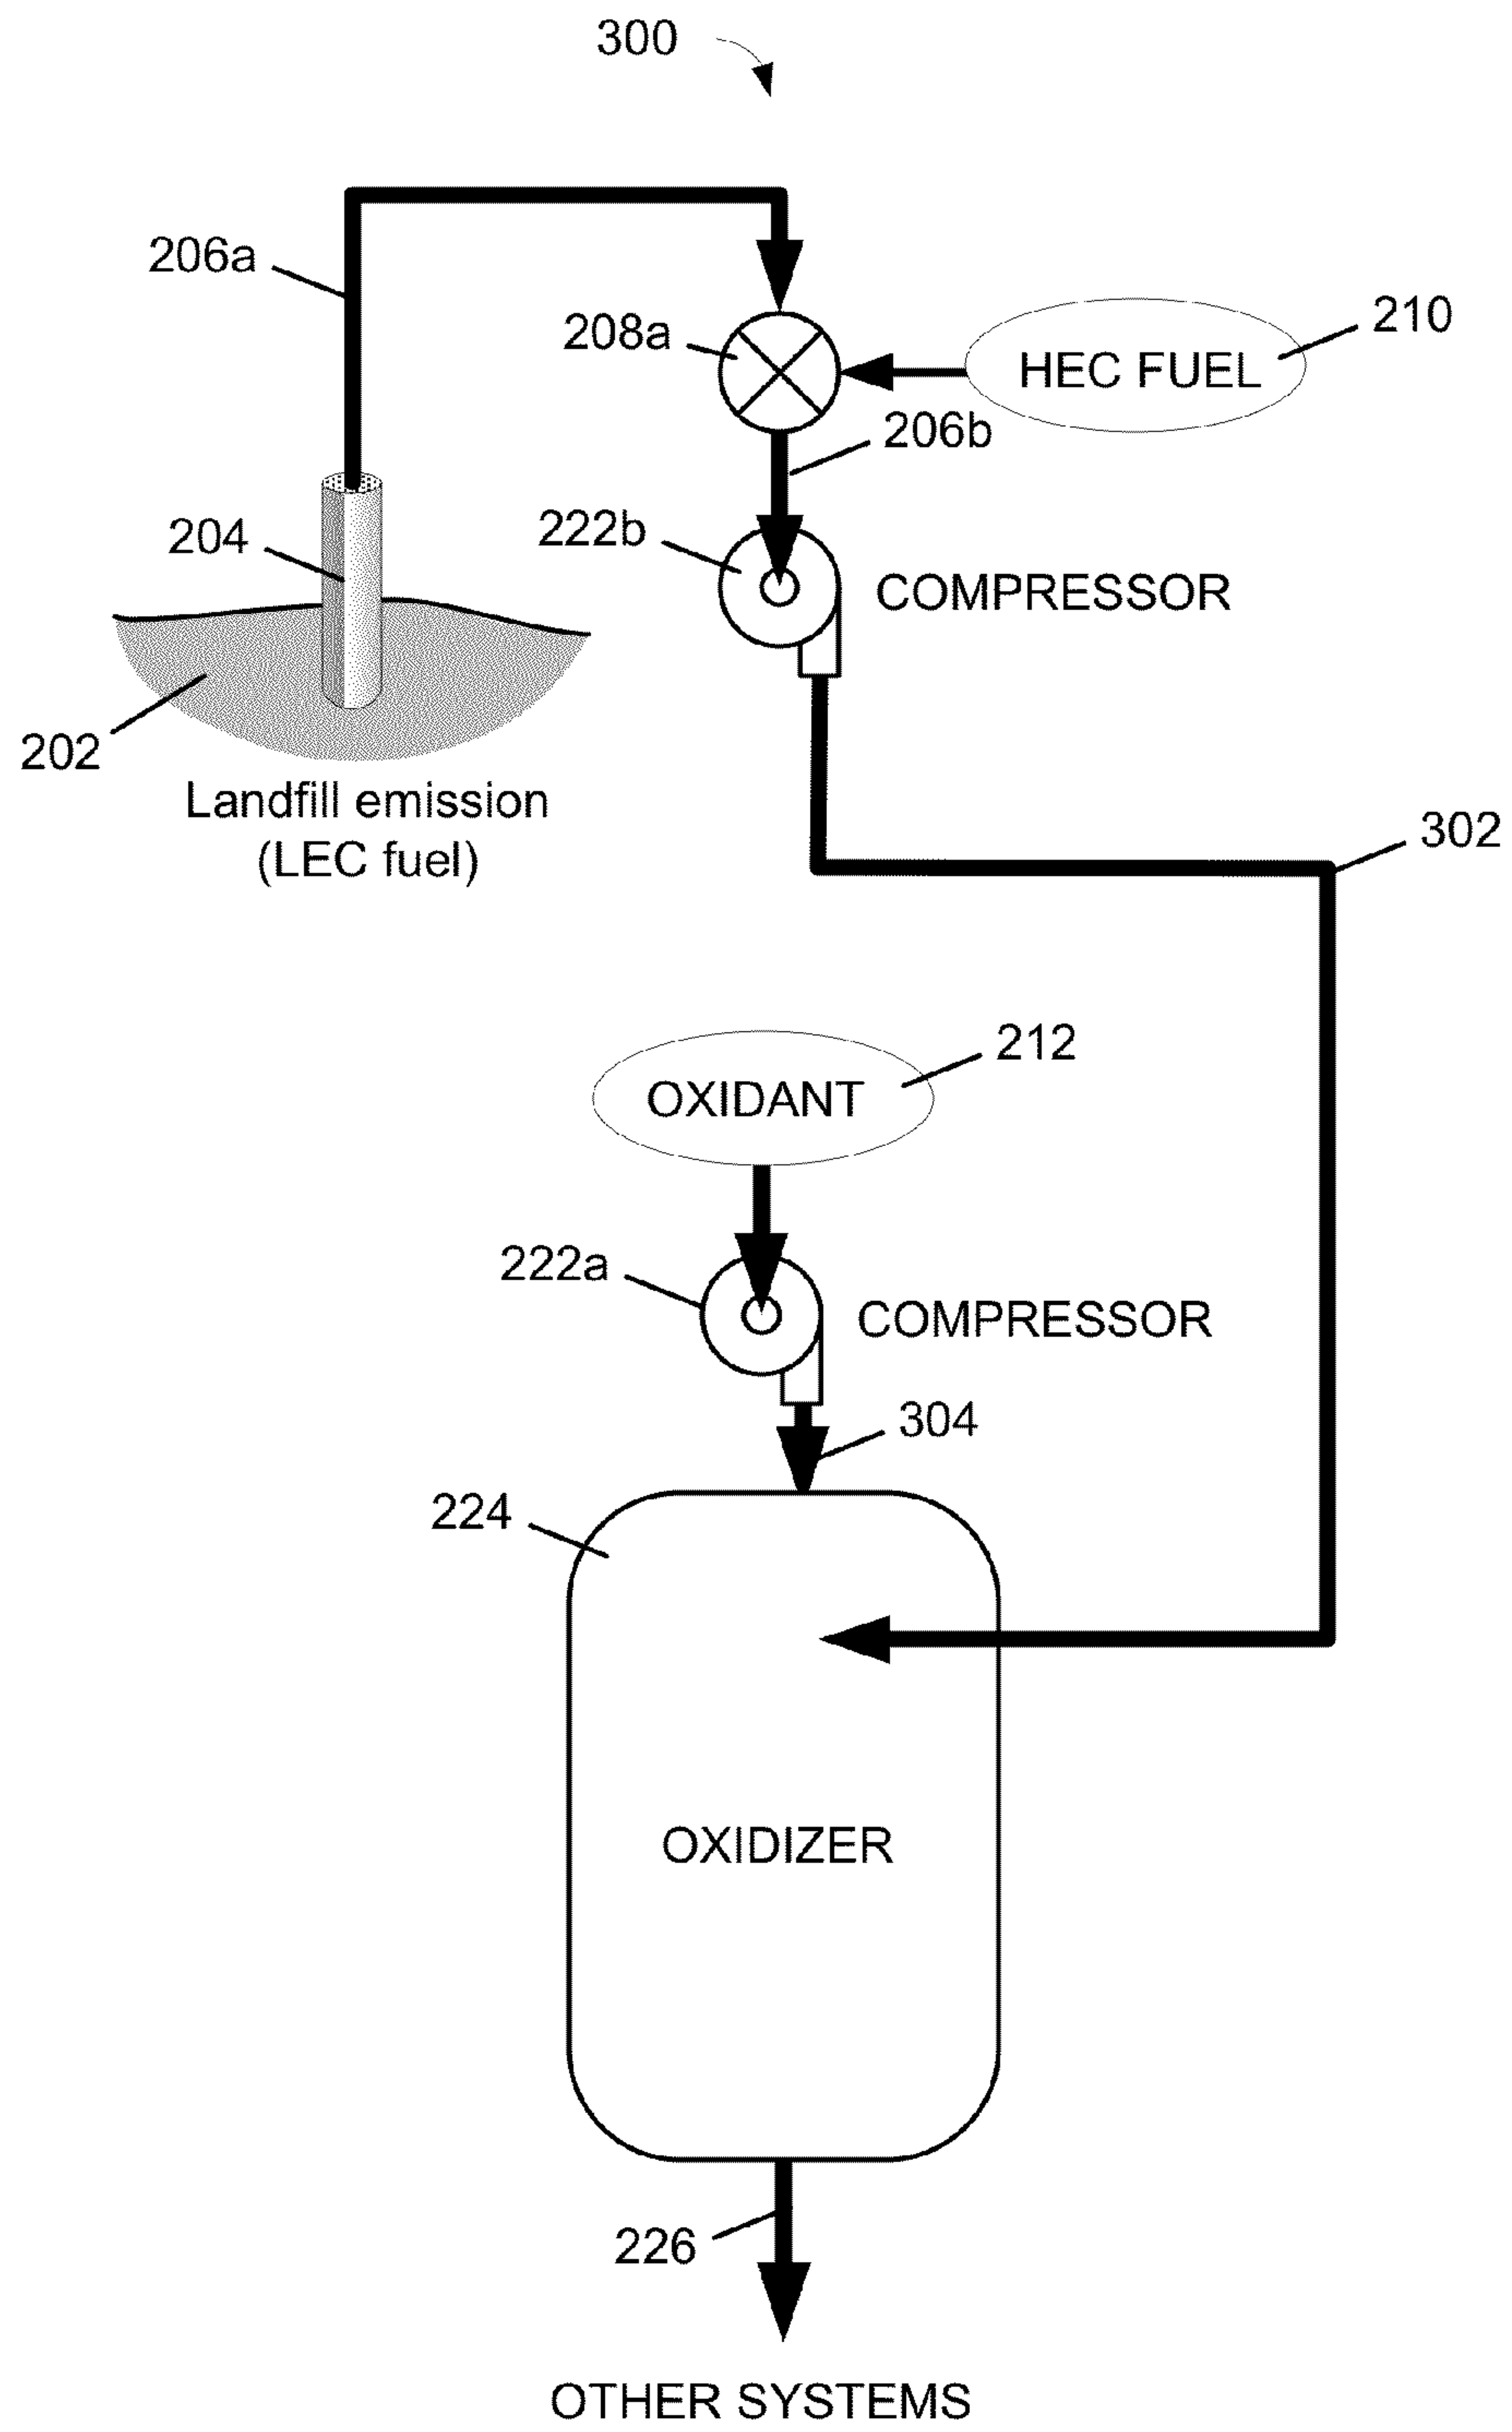 300
206a
208a
210
HEC FUEL
206b
204
222b
COMPRESSOR
202
Landfill emission
(LEC fuel)
302
212
OXIDANT
222a
COMPRESSOR
304
224
OXIDIZER
226
OTHER SYSTEMS